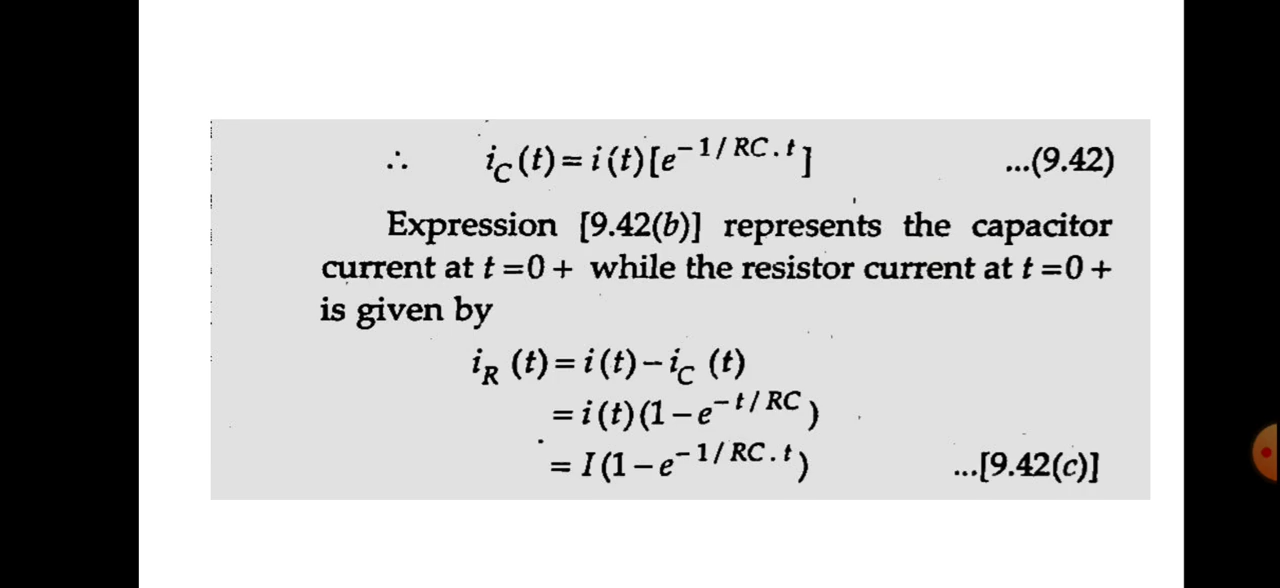 ∴ i_C(t) = i(t)[e^{-1/RC.t}] ...(9.42)
Expression [9.42(b)] represents the capacitor
current at t = 0 + while the resistor current at t = 0 +
is given by
i_R (t) = i(t) - i_C (t)
= i(t)(1 - e^{-t/RC})
= I(1 - e^{-1/RC.t}) ...[9.42(c)]